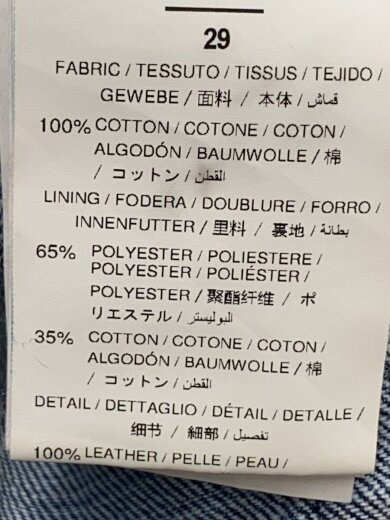 29
FABRIC / TESSUTO / TISSUS / TEJIDO /
GEWEBE / 面料 / 本体 / قماش
100% COTTON / COTONE / COTON /
ALGODÓN / BAUMWOLLE / 棉
/ コットン / القطن
LINING / FODERA / DOUBLURE / FORRO /
INNENFUTTER / 里料 / 裏地 / بطانة
65% POLYESTER / POLIESTERE /
POLYESTER / POLIÉSTER /
POLYESTER / 聚酯纤维 / ポ
リエステル / البوليستر
35% COTTON / COTONE / COTON /
ALGODÓN / BAUMWOLLE / 棉
/ コットン / القطن
DETAIL / DETTAGLIO / DÉTAIL / DETALLE /
细节 / 細部 / تفصيل
100% LEATHER / PELLE / PEAU /